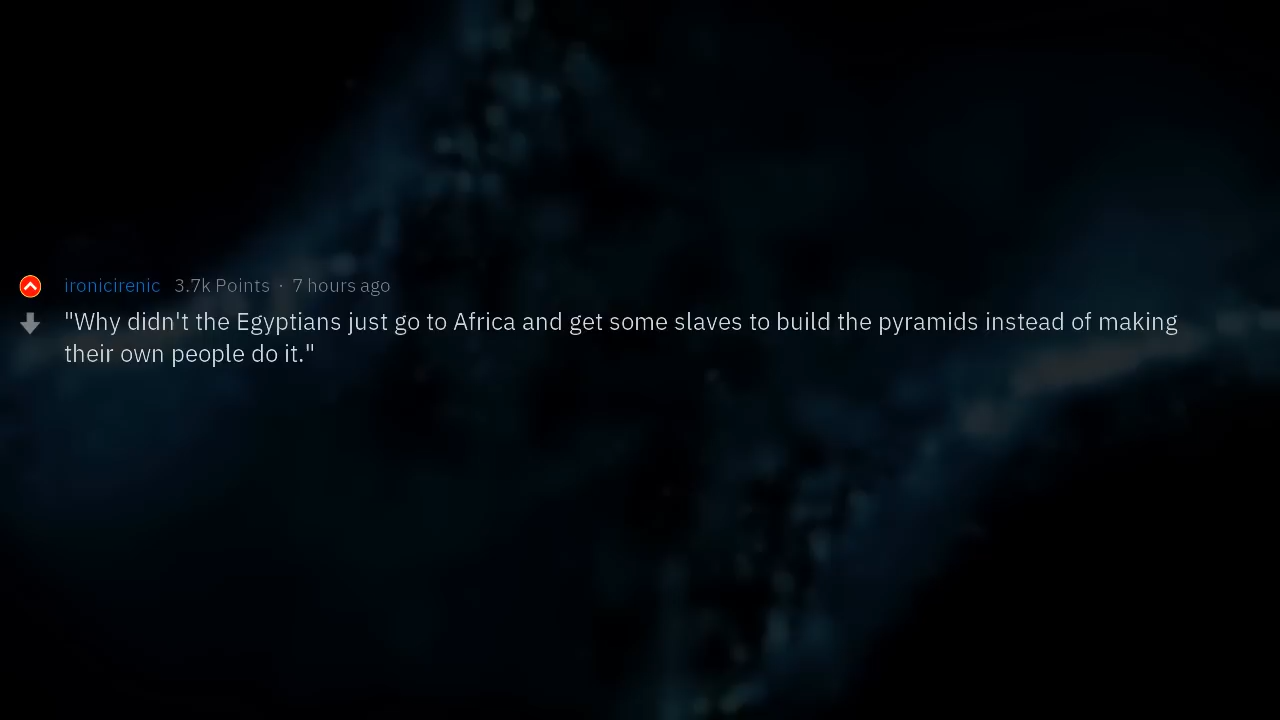 ironicirenic 3.7k Points · 7 hours ago
"Why didn't the Egyptians just go to Africa and get some slaves to build the pyramids instead of making
their own people do it."